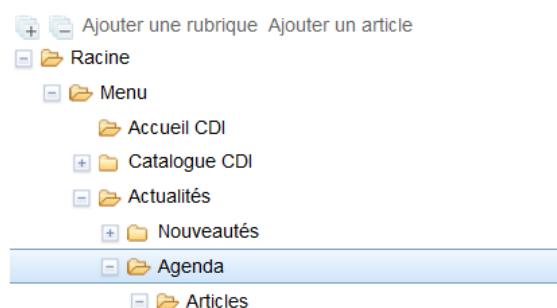 Ajouter une rubrique Ajouter un article
Racine
Menu
Accueil CDI
Catalogue CDI
Actualités
Nouveautés
Agenda
Articles